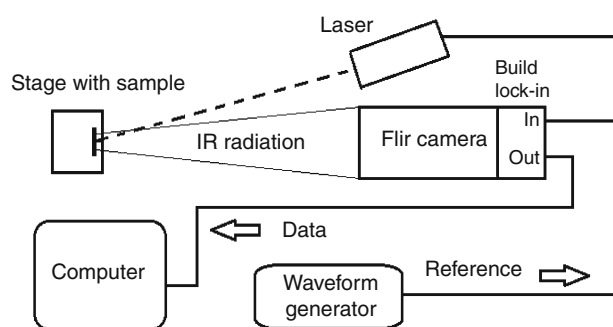 Laser
Stage with sample
Build
lock-in
IR radiation
Flir camera
In
Out
Data
Computer
Waveform
generator
Reference